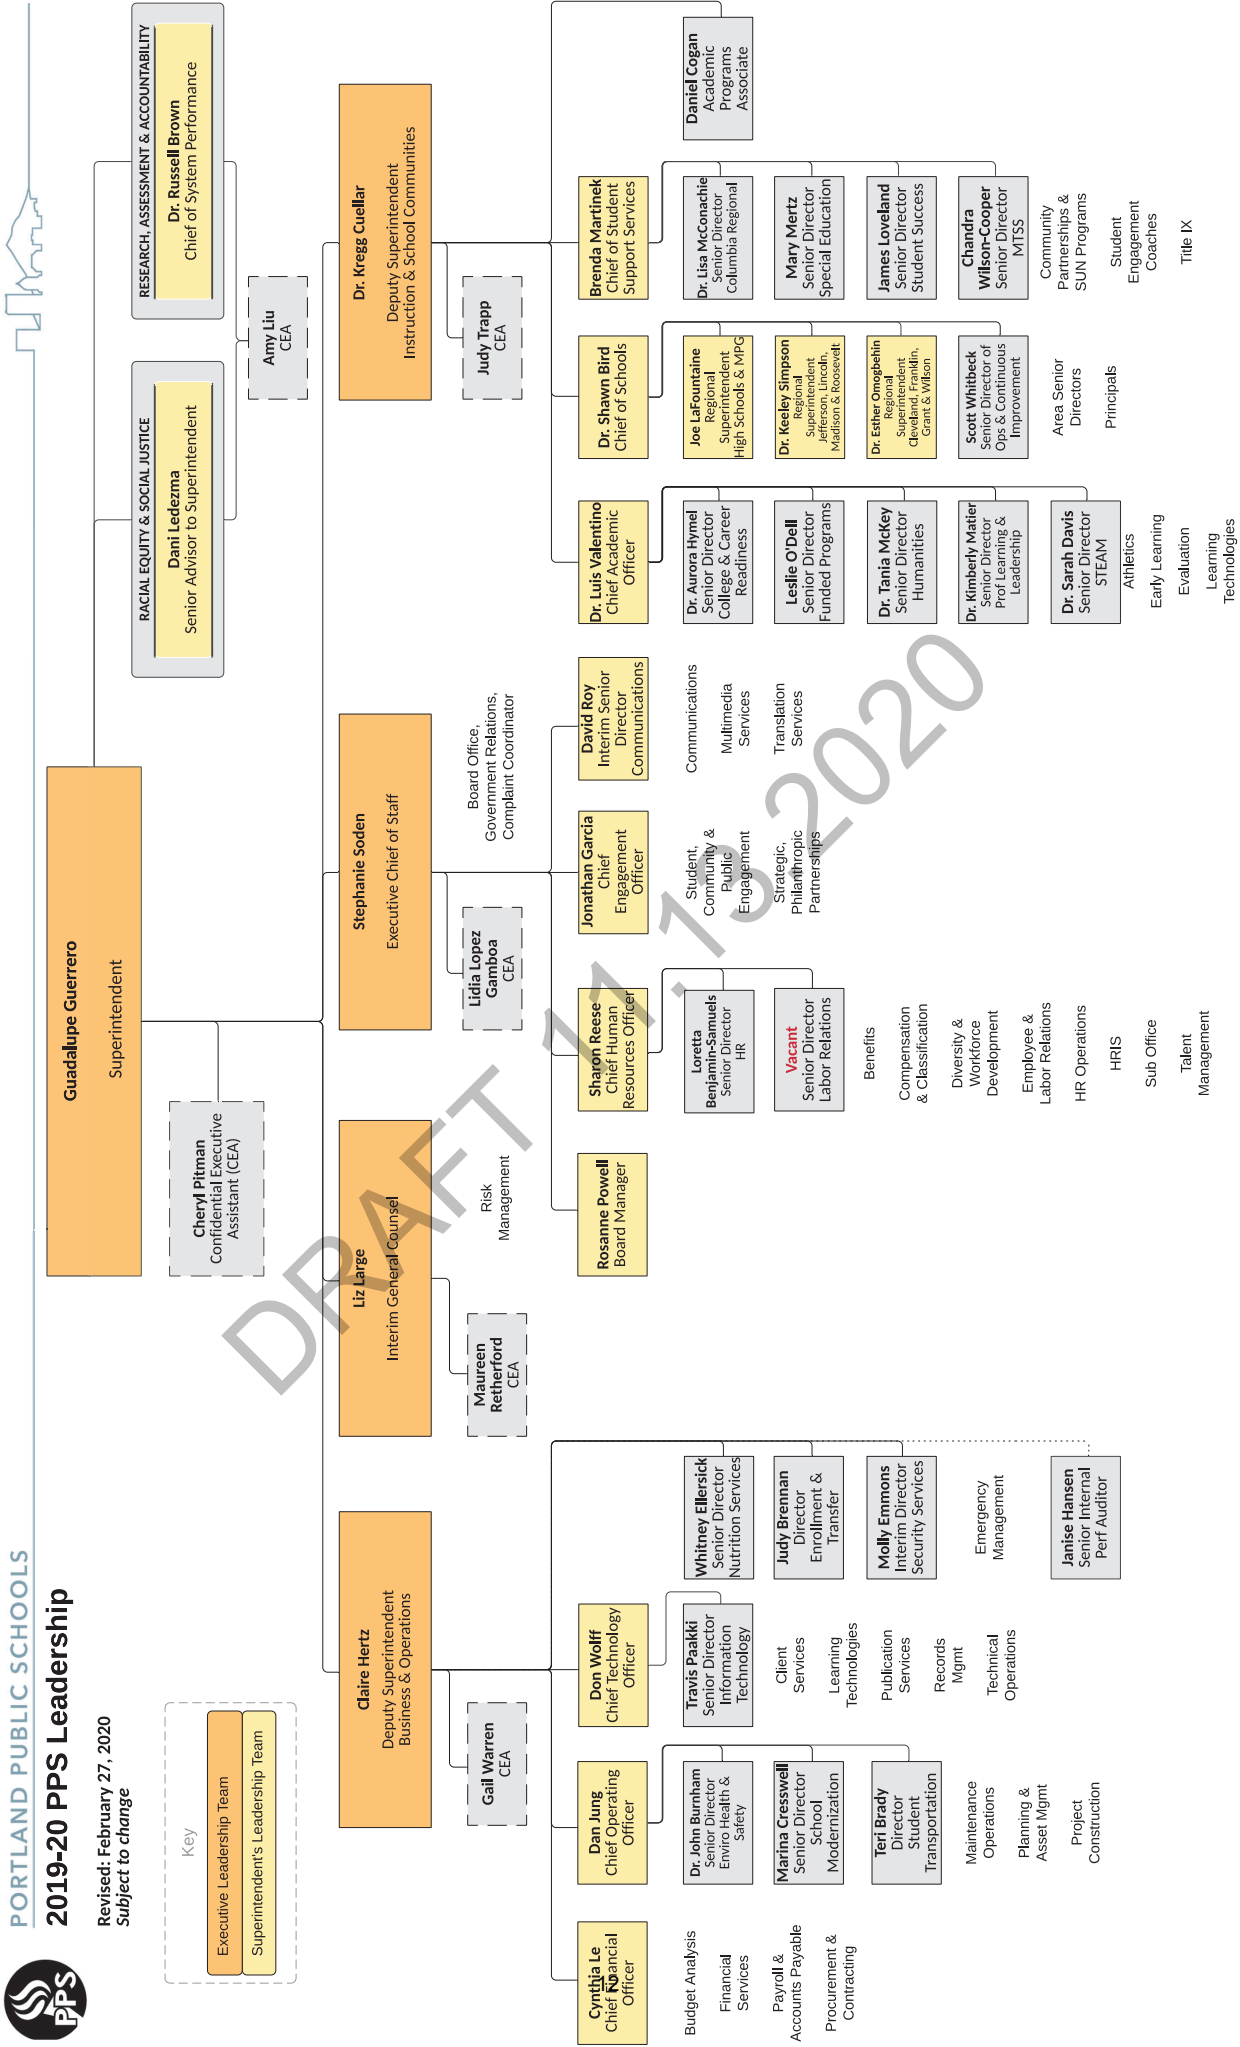 PORTLAND PUBLIC SCHOOLS
2019-20 PPS Leadership
Revised: February 27, 2020
Subject to change
PPS
Key
Executive Leadership Team
Superintendent's Leadership Team
Guadalupe Guerrero
Superintendent
Cheryl Pitman
Confidential Executive
Assistant (CEA)
RACIAL EQUITY & SOCIAL JUSTICE
Dani Ledezma
Senior Advisor to Superintendent
RESEARCH, ASSESSMENT & ACCOUNTABILITY
Dr. Russell Brown
Chief of System Performance
Amy Liu
CEA
Claire Hertz
Deputy Superintendent
Business & Operations
Gail Warren
CEA
Cynthia Le
Chief Financial
Officer
12
Budget Analysis
Financial
Services
Payroll &
Accounts Payable
Procurement &
Contracting
Dan Jung
Chief Operating
Officer
Dr. John Burnham
Senior Director
Enviro Health &
Safety
Marina Cresswell
Senior Director
School
Modernization
Teri Brady
Director
Student
Transportation
Maintenance
Operations
Planning &
Asset Mgmt
Project
Construction
Don Wolff
Chief Technology
Officer
Travis Paakki
Senior Director
Information
Technology
Client
Services
Learning
Technologies
Publication
Services
Records
Mgmt
Technical
Operations
Whitney Ellersick
Senior Director
Nutrition Services
Judy Brennan
Director
Enrollment &
Transfer
Molly Emmons
Interim Director
Security Services
Emergency
Management
Janise Hansen
Senior Internal
Perf Auditor
Liz Large
Interim General Counsel
Maureen
Retherford
CEA
Risk
Management
Stephanie Soden
Executive Chief of Staff
Lidia Lopez
Gamboa
CEA
Board Office,
Government Relations,
Complaint Coordinator
Rosanne Powell
Board Manager
Sharon Reese
Chief Human
Resources Officer
Loretta
Benjamin-Samuels
Senior Director
HR
Vacant
Senior Director
Labor Relations
Benefits
Compensation
& Classification
Diversity &
Workforce
Development
Employee &
Labor Relations
HR Operations
HRIS
Sub Office
Talent
Management
Jonathan Garcia
Chief
Engagement
Officer
Student,
Community &
Public
Engagement
Strategic,
Philanthropic
Partnerships
David Roy
Interim Senior
Director
Communications
Communications
Multimedia
Services
Translation
Services
Dr. Kregg Cuellar
Deputy Superintendent
Instruction & School Communities
Judy Trapp
CEA
Dr. Luis Valentino
Chief Academic
Officer
Dr. Aurora Hymel
Senior Director
College & Career
Readiness
Leslie O'Dell
Senior Director
Funded Programs
Dr. Tania McKey
Senior Director
Humanities
Dr. Kimberly Matier
Senior Director
Prof Learning &
Leadership
Dr. Sarah Davis
Senior Director
STEAM
Athletics
Early Learning
Evaluation
Learning
Technologies
Dr. Shawn Bird
Chief of Schools
Joe LaFountaine
Regional
Superintendent
High Schools & MPG
Dr. Keeley Simpson
Regional
Superintendent
Jefferson, Lincoln,
Madison & Roosevelt
Dr. Esther Omogbehin
Regional
Superintendent
Cleveland, Franklin,
Grant & Wilson
Scott Whitbeck
Senior Director of
Ops & Continuous
Improvement
Area Senior
Directors
Principals
Brenda Martinek
Chief of Student
Support Services
Dr. Lisa McConachie
Senior Director
Columbia Regional
Mary Mertz
Senior Director
Special Education
James Loveland
Senior Director
Student Success
Chandra
Wilson-Cooper
Senior Director
MTSS
Community
Partnerships &
SUN Programs
Student
Engagement
Coaches
Title IX
Daniel Cogan
Academic
Programs
Associate
DRAFT 11.13.2020